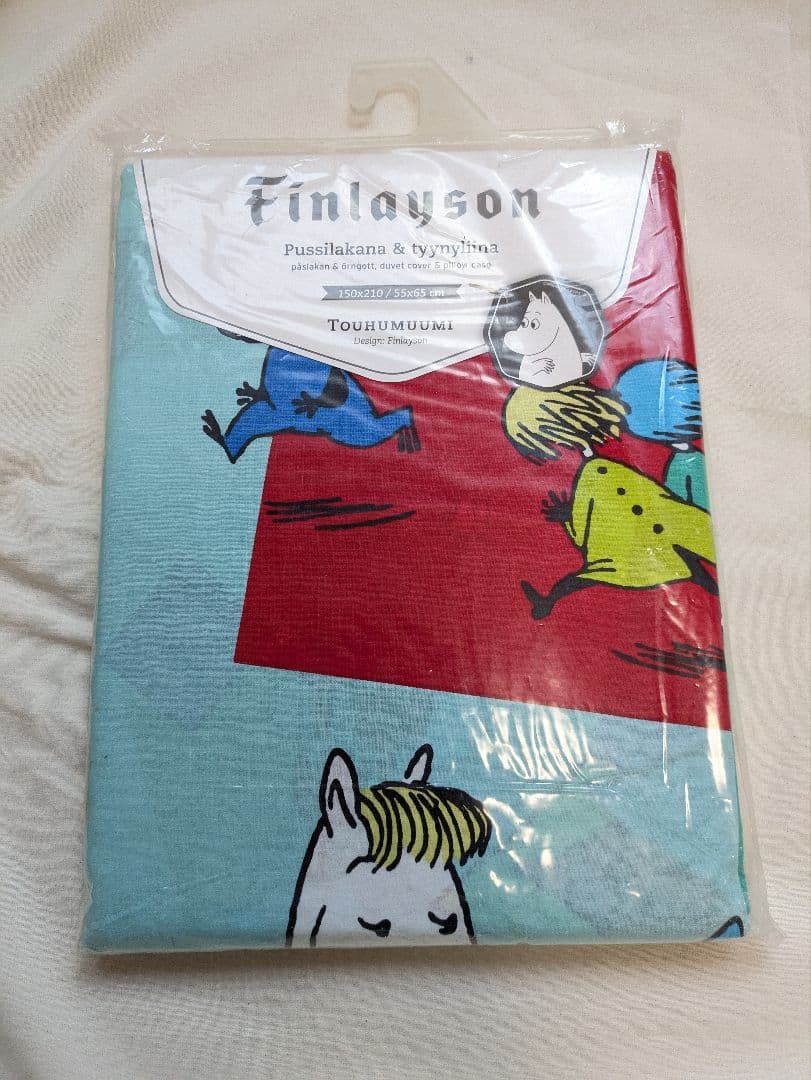 Finlayson
Pussilakana & tyynyliina
påslakan & örngott, duvet cover & pillow case
150x210 / 55x65 cm
TOUHUMUUMI
Design: Finlayson